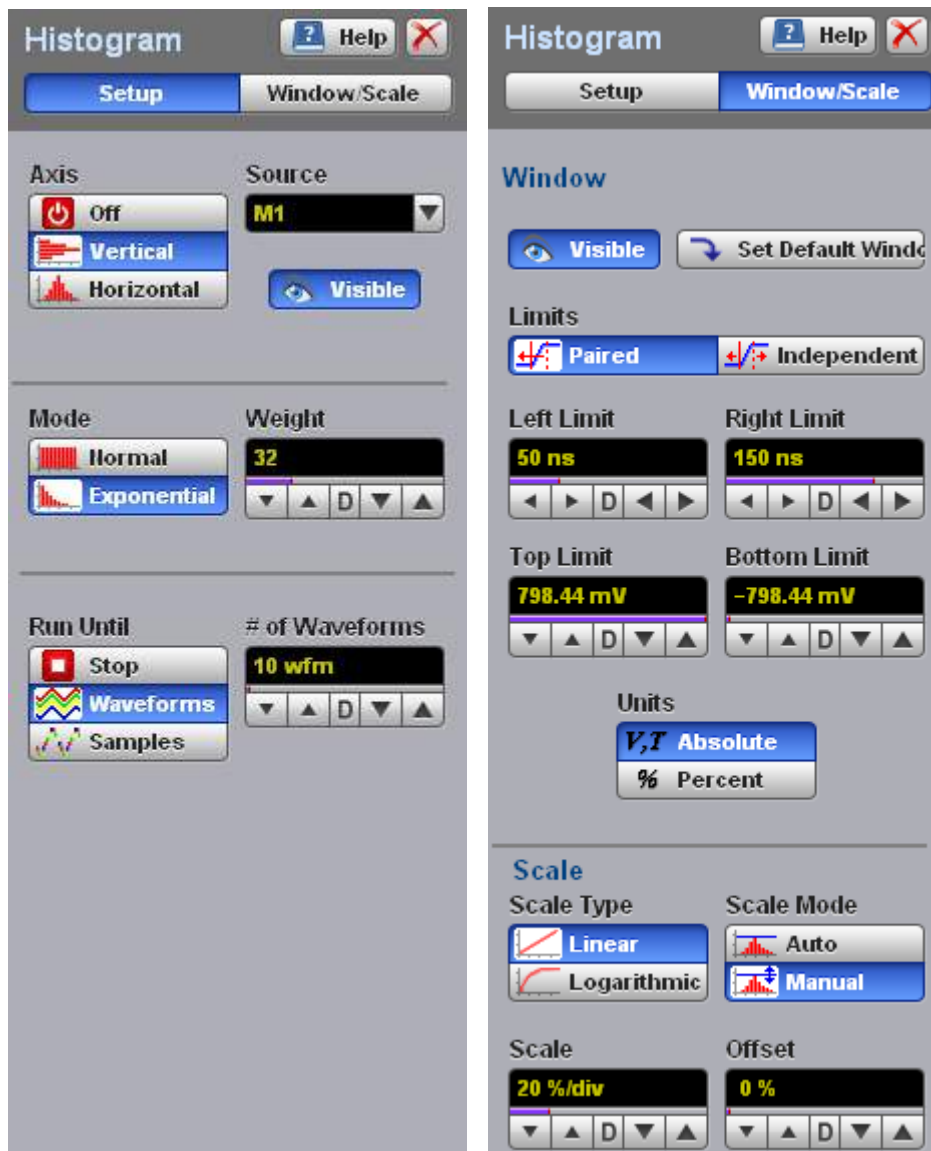 Histogram
Help
Setup
Window/Scale
Axis
Source
Off
M1
Vertical
Horizontal
Visible
Mode
Weight
Normal
32
Exponential
D
Run Until
# of Waveforms
Stop
10 wfm
Waveforms
D
Samples
Histogram
Help
Setup
Window/Scale
Window
Visible
Set Default Windo
Limits
Paired
Independent
Left Limit
Right Limit
50 ns
150 ns
D
D
Top Limit
Bottom Limit
798.44 mV
-798.44 mV
D
D
Units
V,T Absolute
% Percent
Scale
Scale Type
Scale Mode
Linear
Auto
Logarithmic
Manual
Scale
Offset
20 %/div
0 %
D
D